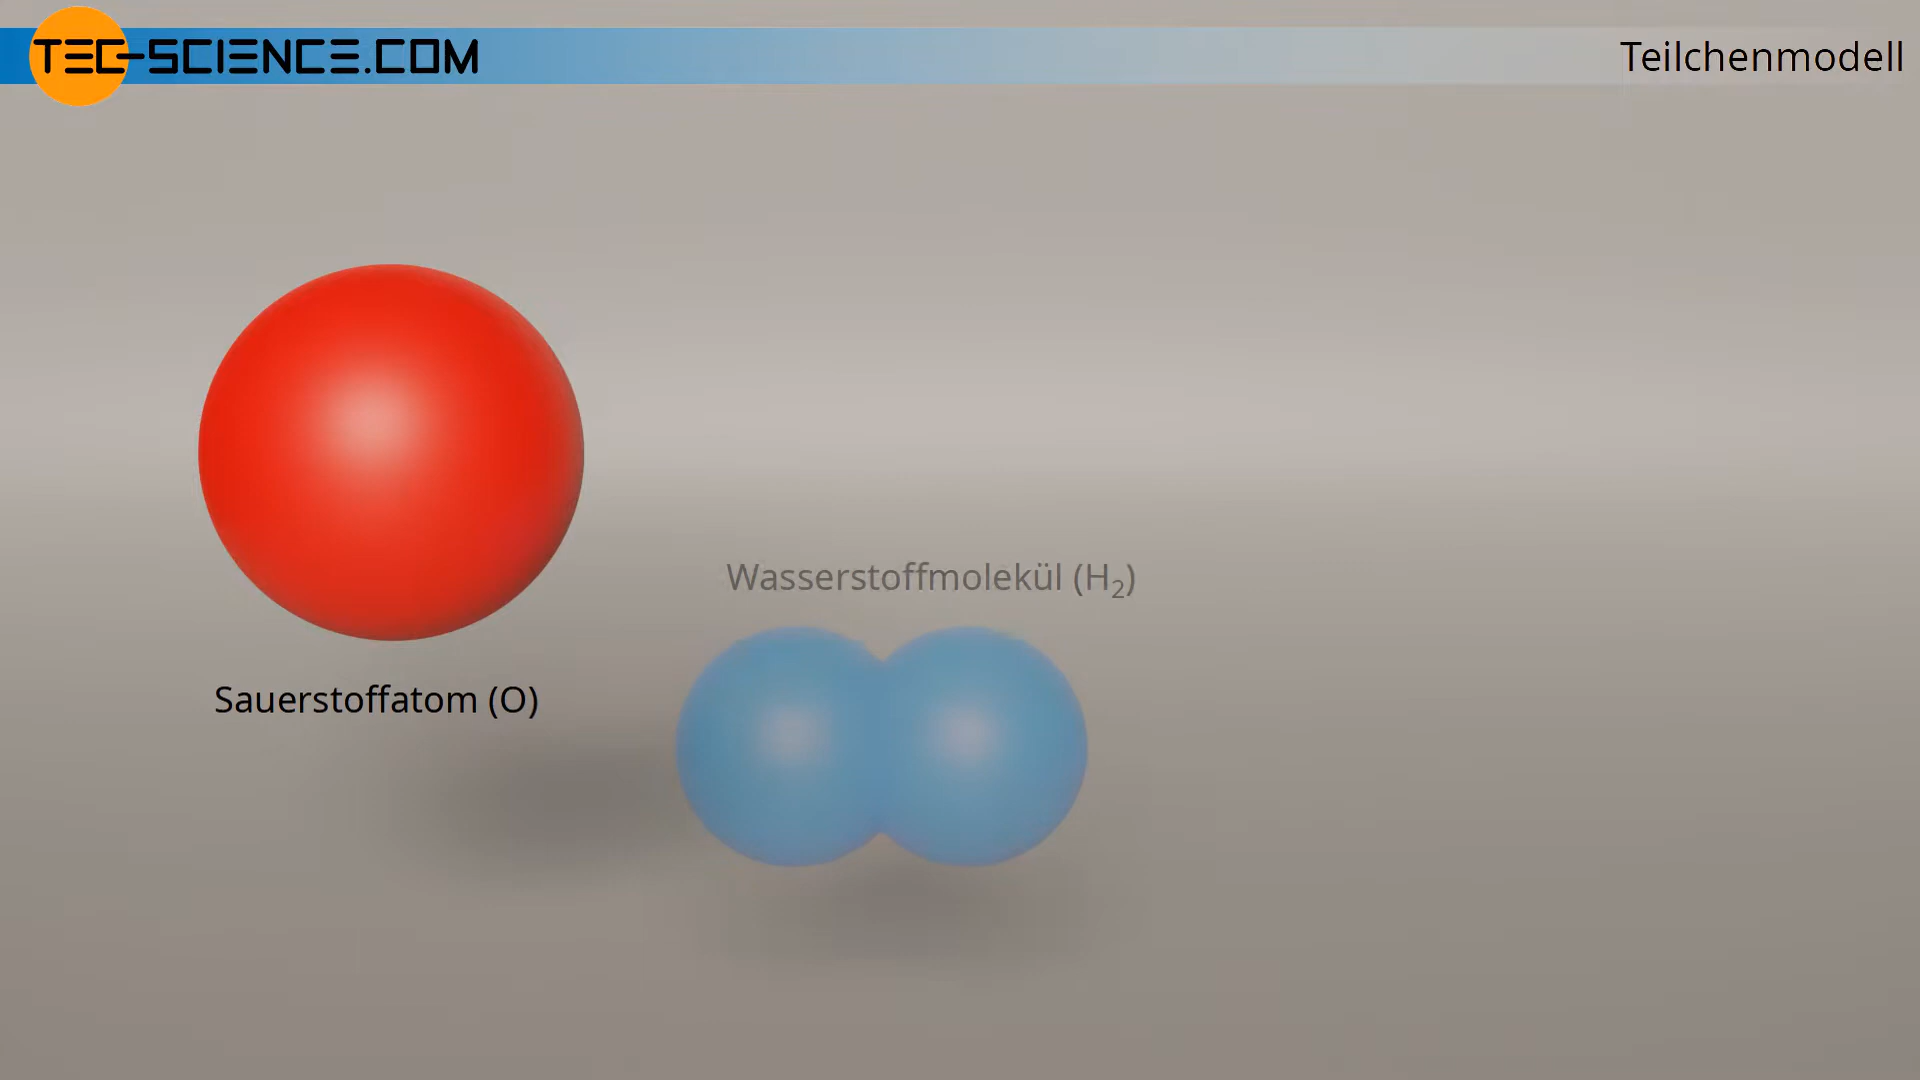 TEC-SCIENCE.COM
Teilchenmodell
Wasserstoffmolekül (H₂)
Sauerstoffatom (O)